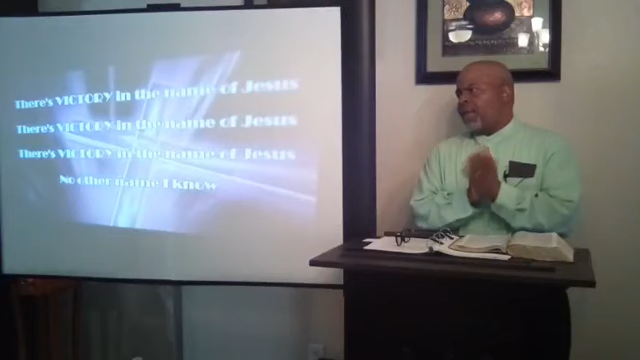 There's VICTORY in the name of Jesus
There's VICTORY in the name of Jesus
There's VICTORY in the name of Jesus
No other name I know